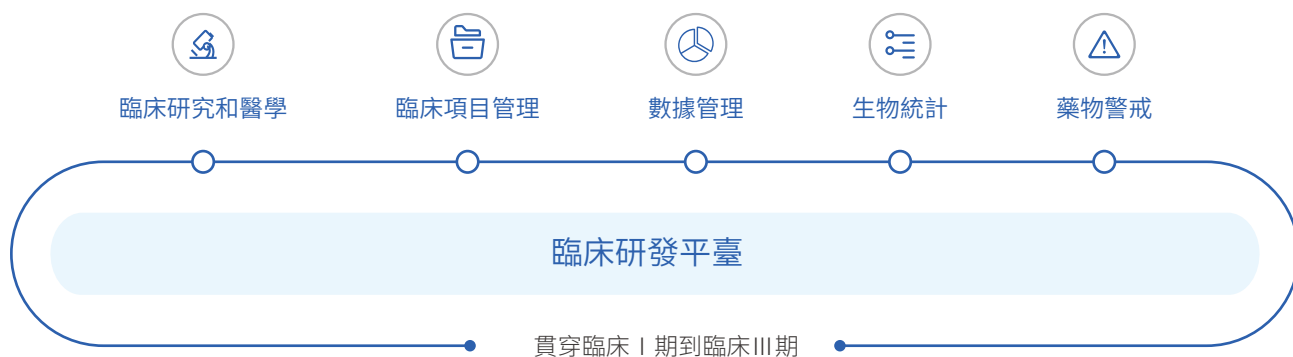 臨床研究和醫學
臨床項目管理
數據管理
生物統計
藥物警戒
臨床研發平臺
貫穿臨床Ⅰ期到臨床Ⅲ期